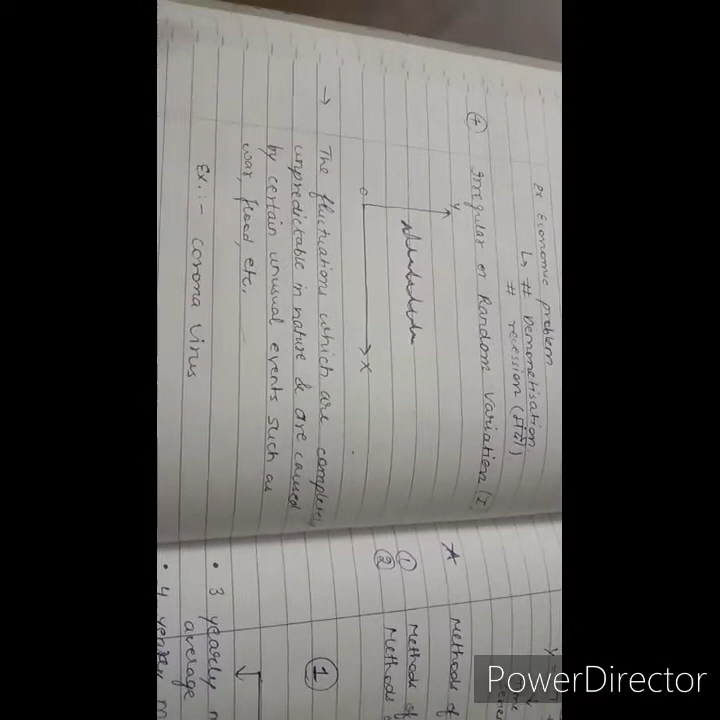 ex Economic problem
↳ # Demonetisation
# recession (मंदी)
④ Irregular or Random variation (I)
Y
O
X
→ The fluctuations which are completely
unpredictable in nature & are caused
by certain unusual events such as
war, flood, etc.
Ex.:- corona virus
A Methods of
① Methods of
② Methods
①
↓
• 3 yearly
average
• 4 yearly
PowerDirector